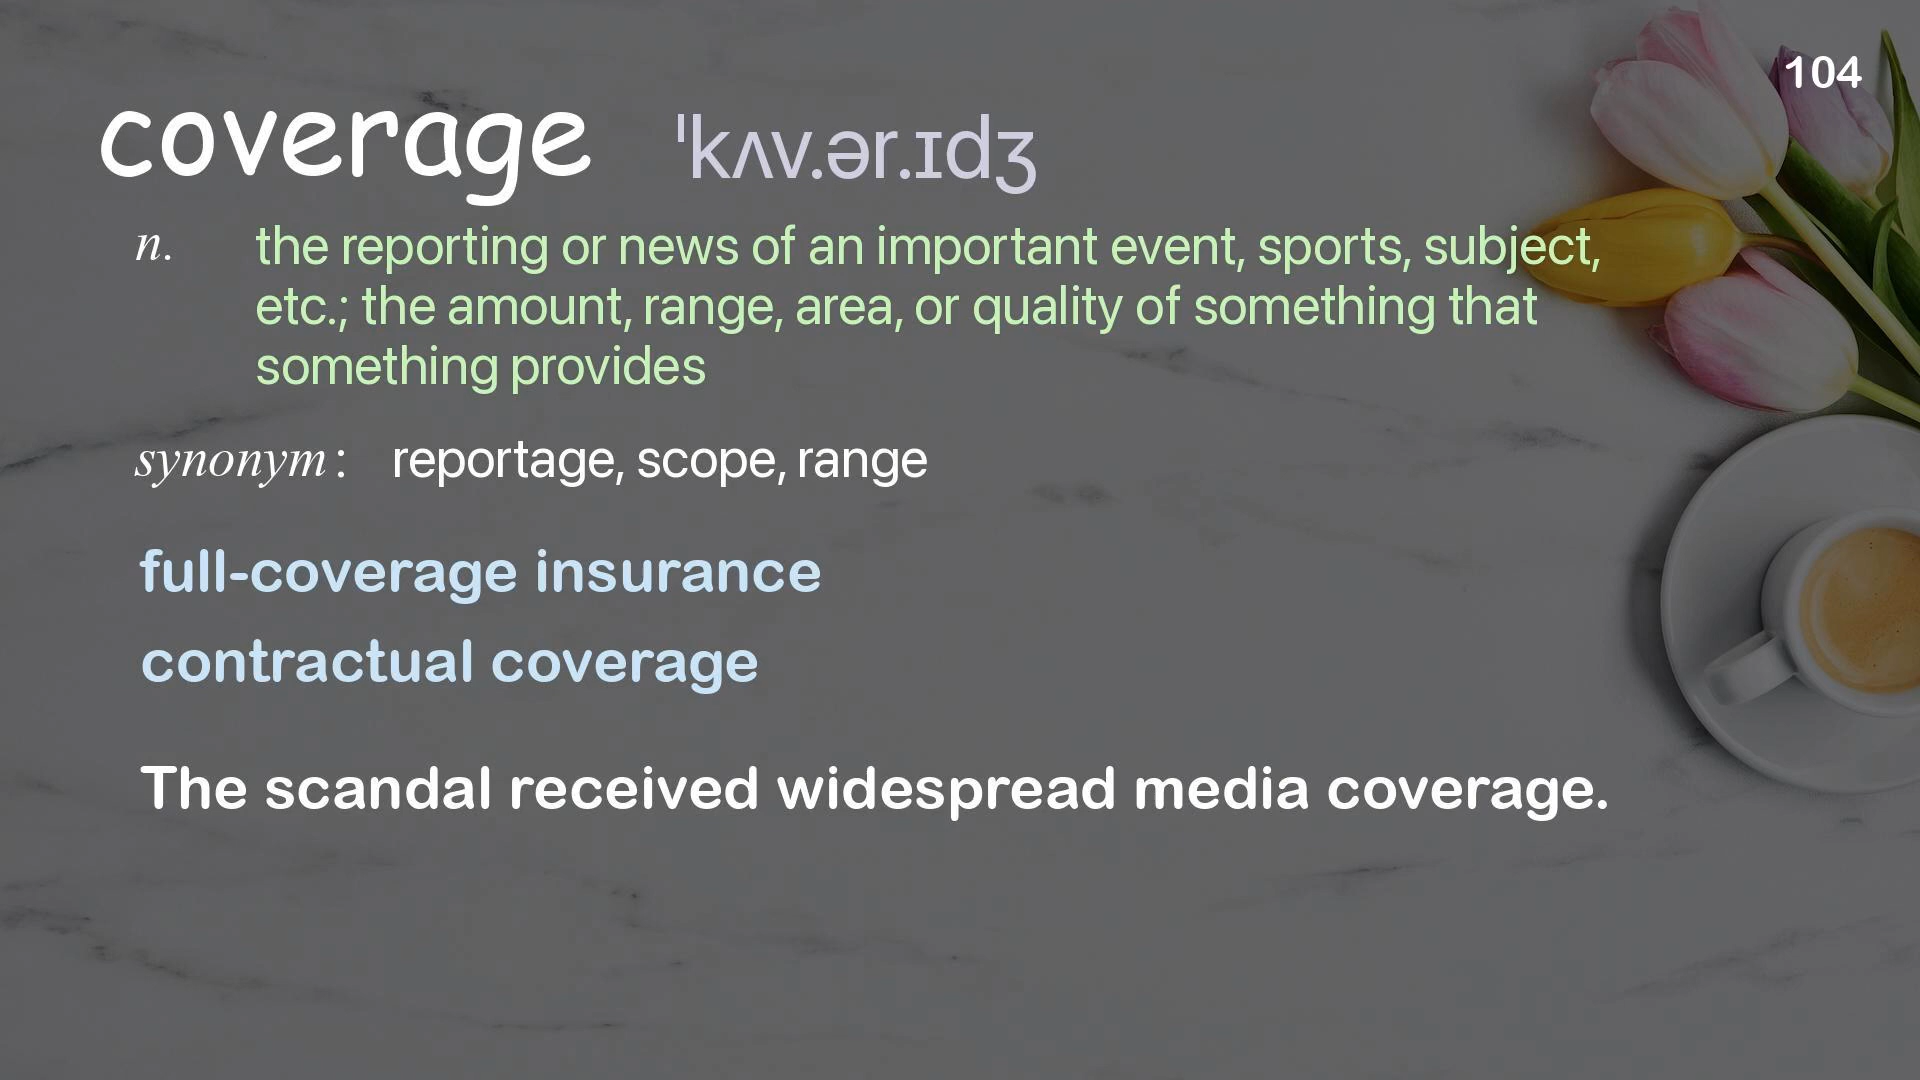 104
coverage ˈkʌv.ər.ɪdʒ
n. the reporting or news of an important event, sports, subject,
etc.; the amount, range, area, or quality of something that
something provides
synonym: reportage, scope, range
full-coverage insurance
contractual coverage
The scandal received widespread media coverage.